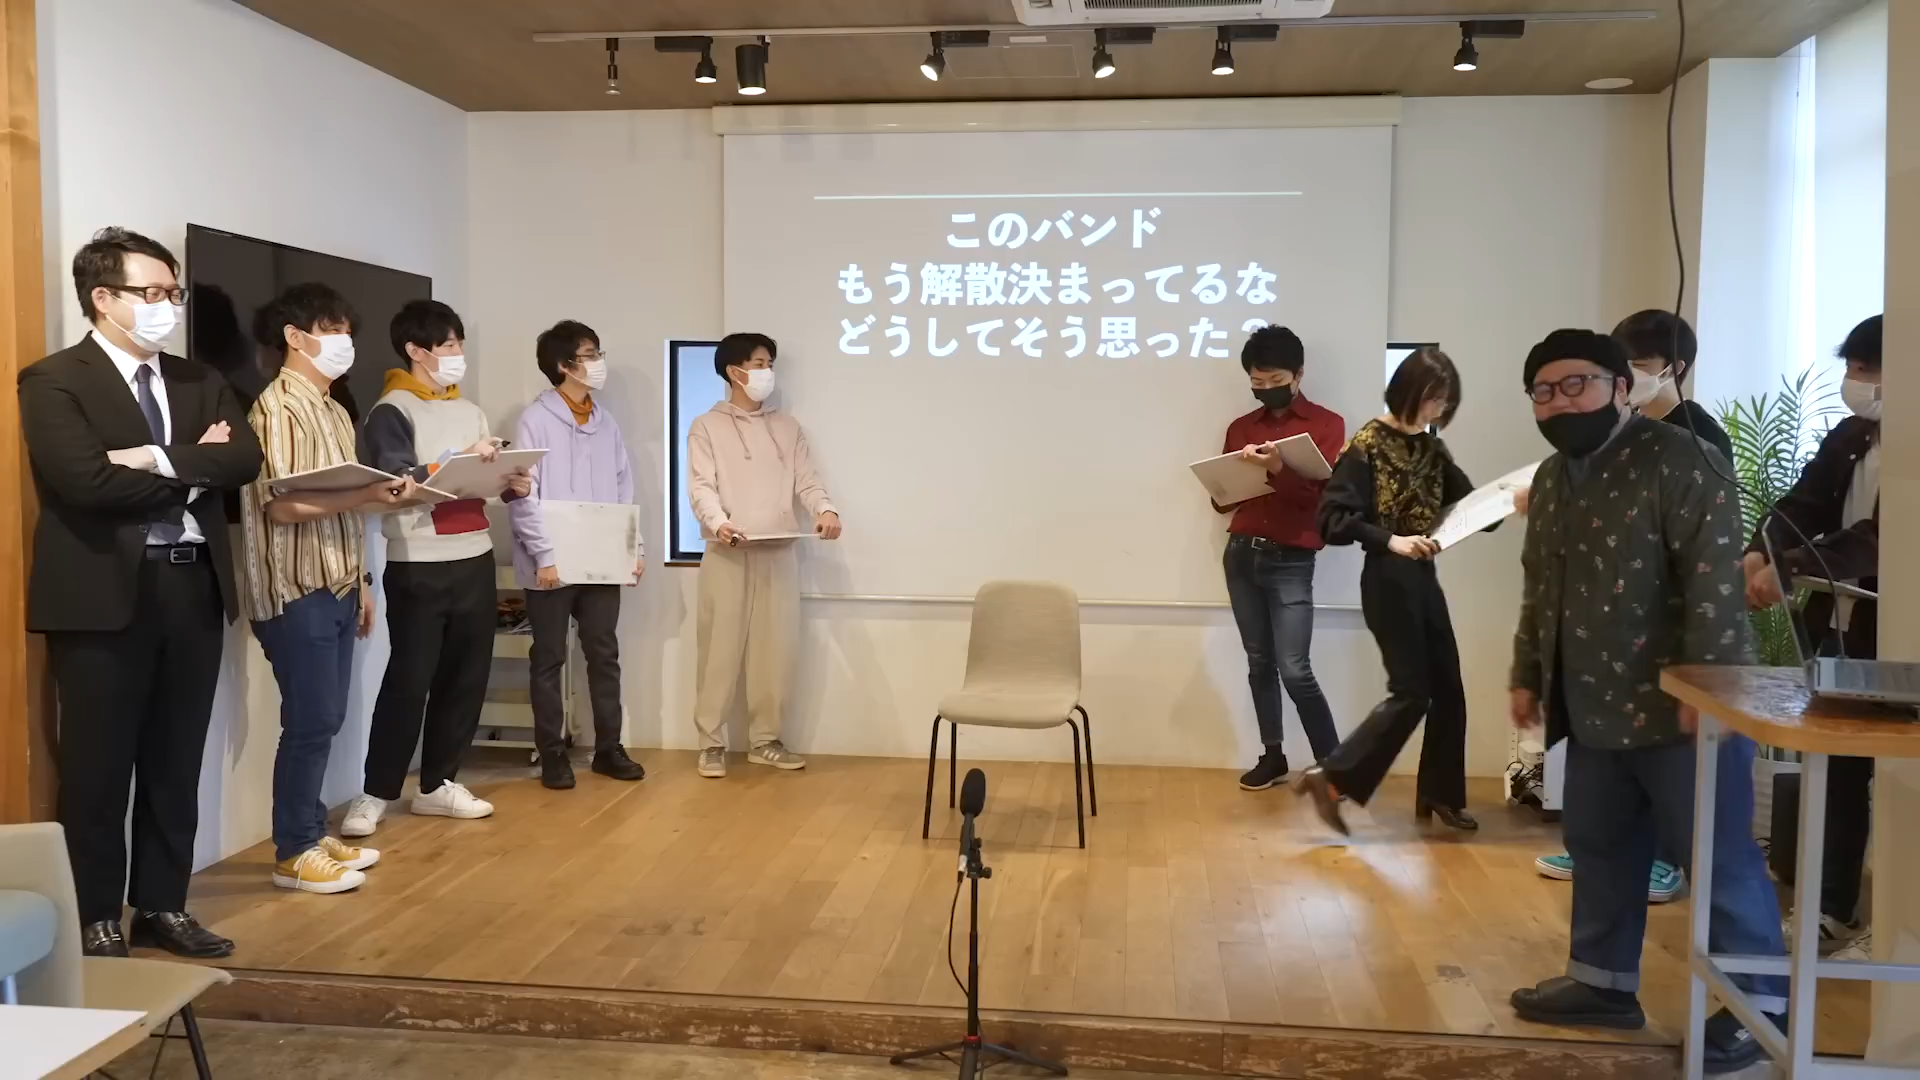 このバンド
もう解散決まってるな
どうしてそう思った？